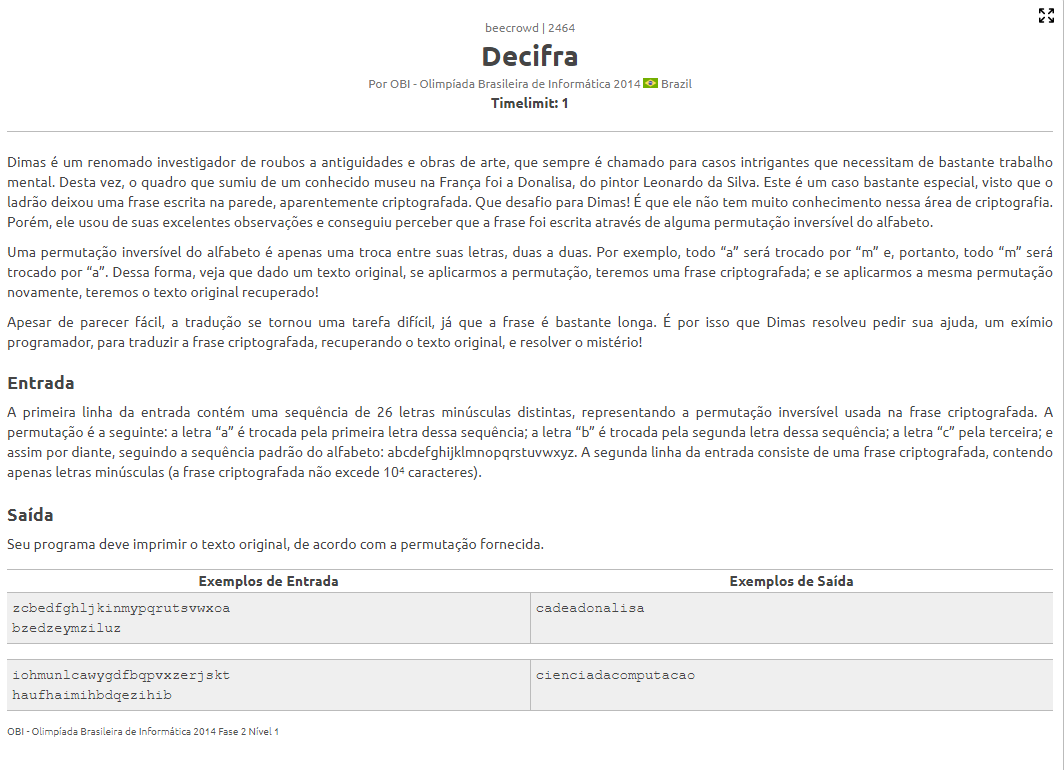 beecrowd | 2464
Decifra
Por OBI - Olimpíada Brasileira de Informática 2014 Brazil
Timelimit: 1
Dimas é um renomado investigador de roubos a antiguidades e obras de arte, que sempre é chamado para casos intrigantes que necessitam de bastante trabalho
mental. Desta vez, o quadro que sumiu de um conhecido museu na França foi a Donalisa, do pintor Leonardo da Silva. Este é um caso bastante especial, visto que o
ladrão deixou uma frase escrita na parede, aparentemente criptografada. Que desafio para Dimas! É que ele não tem muito conhecimento nessa área de criptografia.
Porém, ele usou de suas excelentes observações e conseguiu perceber que a frase foi escrita através de alguma permutação inversível do alfabeto.
Uma permutação inversível do alfabeto é apenas uma troca entre suas letras, duas a duas. Por exemplo, todo “a” será trocado por “m” e, portanto, todo “m” será
trocado por “a”. Dessa forma, veja que dado um texto original, se aplicarmos a permutação, teremos uma frase criptografada; e se aplicarmos a mesma permutação
novamente, teremos o texto original recuperado!
Apesar de parecer fácil, a tradução se tornou uma tarefa difícil, já que a frase é bastante longa. É por isso que Dimas resolveu pedir sua ajuda, um exímio
programador, para traduzir a frase criptografada, recuperando o texto original, e resolver o mistério!
Entrada
A primeira linha da entrada contém uma sequência de 26 letras minúsculas distintas, representando a permutação inversível usada na frase criptografada. A
permutação é a seguinte: a letra “a” é trocada pela primeira letra dessa sequência; a letra “b” é trocada pela segunda letra dessa sequência; a letra “c” pela terceira; e
assim por diante, seguindo a sequência padrão do alfabeto: abcdefghijklmnopqrstuvwxyz. A segunda linha da entrada consiste de uma frase criptografada, contendo
apenas letras minúsculas (a frase criptografada não excede 10⁴ caracteres).
Saída
Seu programa deve imprimir o texto original, de acordo com a permutação fornecida.
Exemplos de Entrada Exemplos de Saída
zcbedfghljkinmypqrutsvwxoa cadeadonalisa
bzedzeymziluz
iohmunlcawygdfbqpvxzerjskt cienciadacomputacao
haufhaimihbdqezihib
OBI - Olimpíada Brasileira de Informática 2014 Fase 2 Nível 1